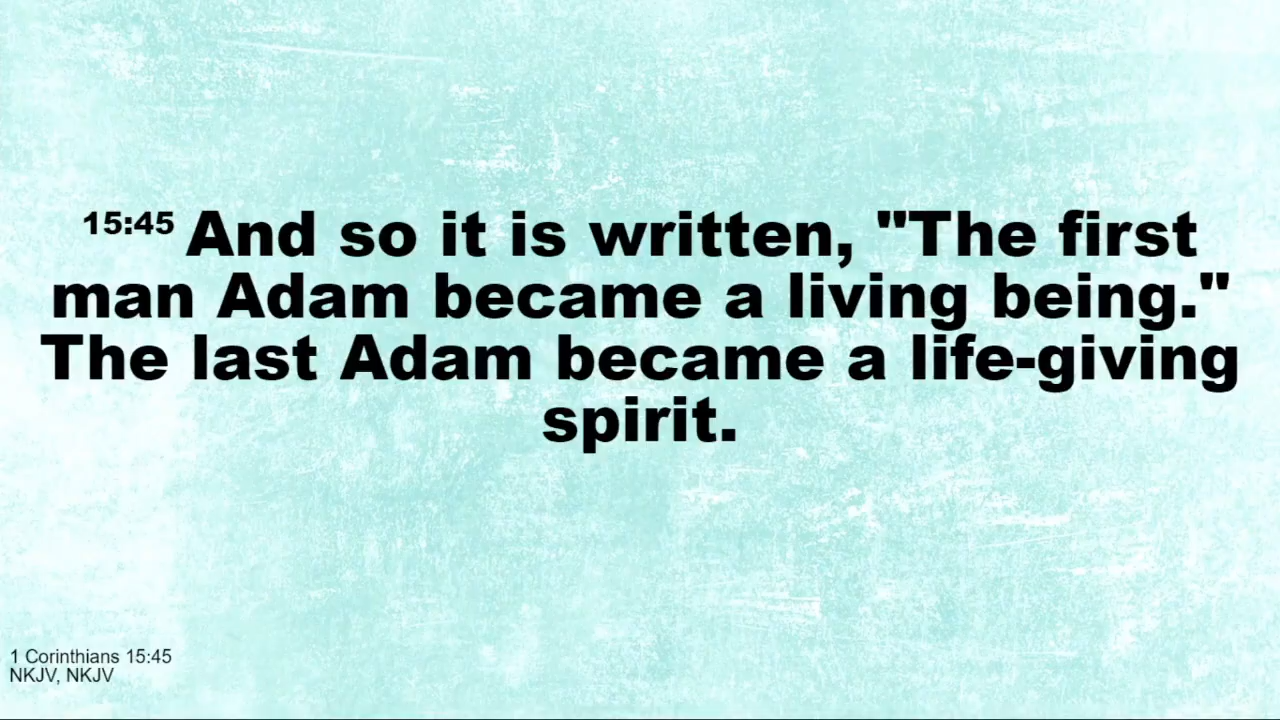 15:45 And so it is written, "The first
man Adam became a living being."
The last Adam became a life-giving
spirit.
1 Corinthians 15:45
NKJV, NKJV